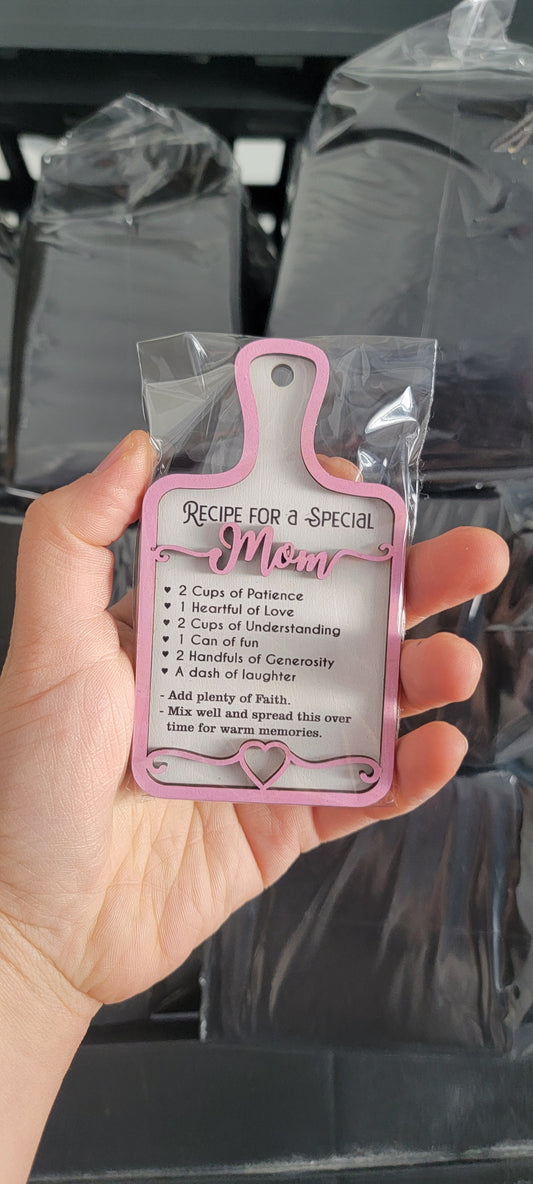 Recipe for a Special
Mom
♥ 2 Cups of Patience
♥ 1 Heartful of Love
♥ 2 Cups of Understanding
♥ 1 Can of fun
♥ 2 Handfuls of Generosity
♥ A dash of laughter
- Add plenty of Faith.
- Mix well and spread this over
time for warm memories.